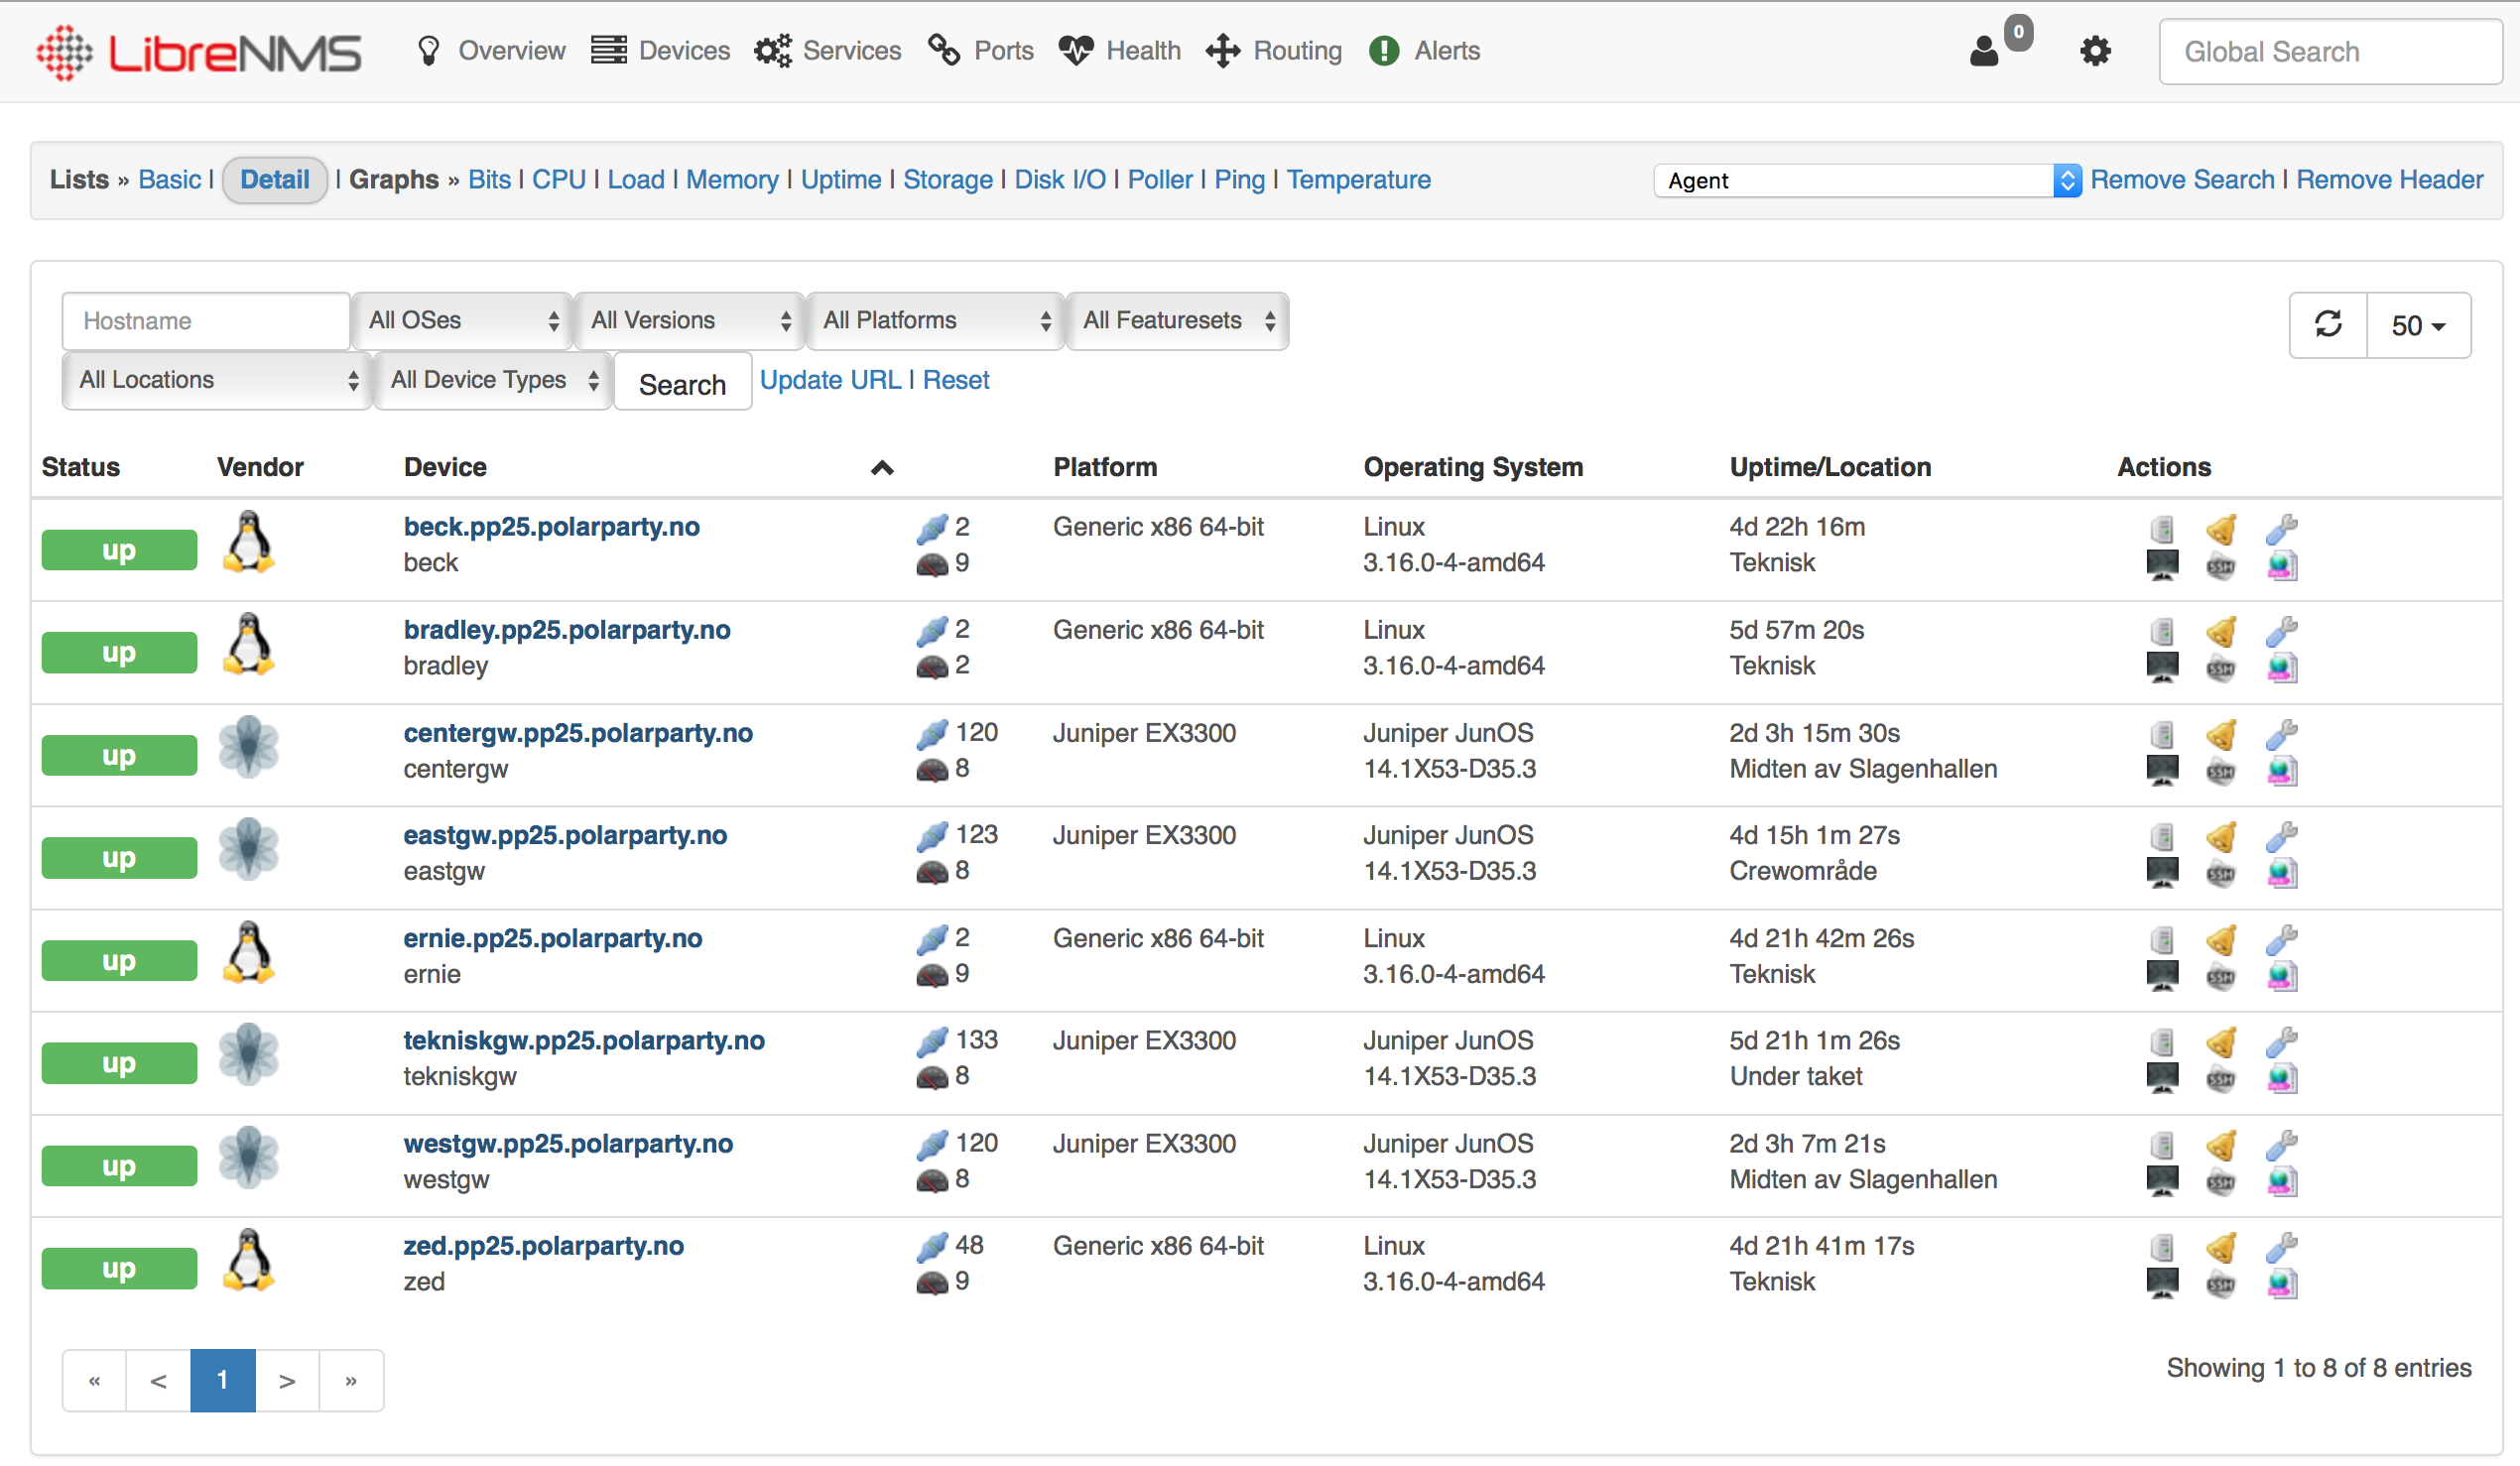 LibreNMS Overview Devices Services Ports Health Routing Alerts 0 Global Search
Lists » Basic | Detail | Graphs » Bits | CPU | Load | Memory | Uptime | Storage | Disk I/O | Poller | Ping | Temperature Agent Remove Search | Remove Header
Hostname All OSes All Versions All Platforms All Featuresets 50
All Locations All Device Types Search Update URL | Reset
Status Vendor Device Platform Operating System Uptime/Location Actions
up beck.pp25.polarparty.no 2 Generic x86 64-bit Linux 4d 22h 16m
beck 9 3.16.0-4-amd64 Teknisk SSH
up bradley.pp25.polarparty.no 2 Generic x86 64-bit Linux 5d 57m 20s
bradley 2 3.16.0-4-amd64 Teknisk SSH
up centergw.pp25.polarparty.no 120 Juniper EX3300 Juniper JunOS 2d 3h 15m 30s
centergw 8 14.1X53-D35.3 Midten av Slagenhallen SSH
up eastgw.pp25.polarparty.no 123 Juniper EX3300 Juniper JunOS 4d 15h 1m 27s
eastgw 8 14.1X53-D35.3 Crewområde SSH
up ernie.pp25.polarparty.no 2 Generic x86 64-bit Linux 4d 21h 42m 26s
ernie 9 3.16.0-4-amd64 Teknisk SSH
up tekniskgw.pp25.polarparty.no 133 Juniper EX3300 Juniper JunOS 5d 21h 1m 26s
tekniskgw 8 14.1X53-D35.3 Under taket SSH
up westgw.pp25.polarparty.no 120 Juniper EX3300 Juniper JunOS 2d 3h 7m 21s
westgw 8 14.1X53-D35.3 Midten av Slagenhallen SSH
up zed.pp25.polarparty.no 48 Generic x86 64-bit Linux 4d 21h 41m 17s
zed 9 3.16.0-4-amd64 Teknisk SSH
« < 1 > » Showing 1 to 8 of 8 entries